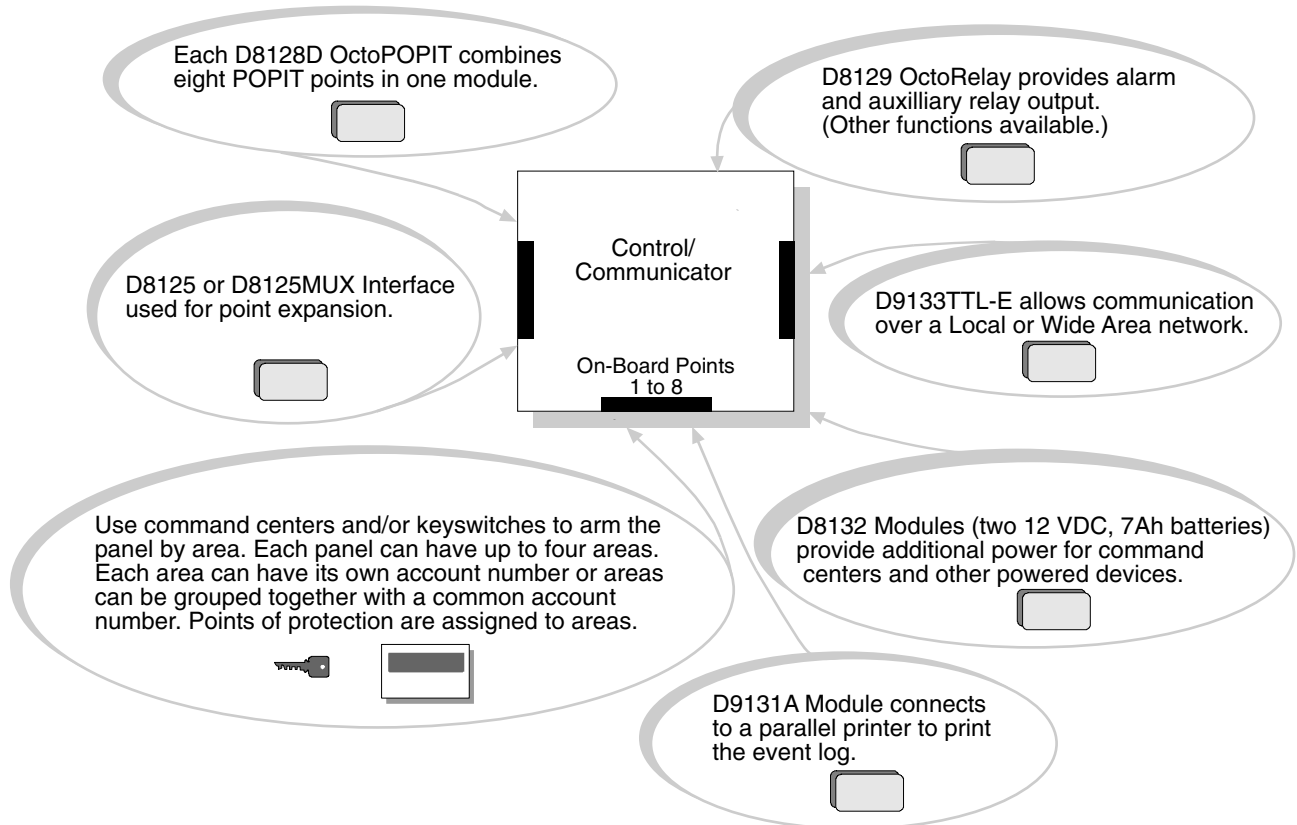 Each D8128D OctoPOPIT combines
eight POPIT points in one module.
D8129 OctoRelay provides alarm
and auxilliary relay output.
(Other functions available.)
Control/
Communicator
On-Board Points
1 to 8
D8125 or D8125MUX Interface
used for point expansion.
D9133TTL-E allows communication
over a Local or Wide Area network.
Use command centers and/or keyswitches to arm the
panel by area. Each panel can have up to four areas.
Each area can have its own account number or areas
can be grouped together with a common account
number. Points of protection are assigned to areas.
D8132 Modules (two 12 VDC, 7Ah batteries)
provide additional power for command
centers and other powered devices.
D9131A Module connects
to a parallel printer to print
the event log.